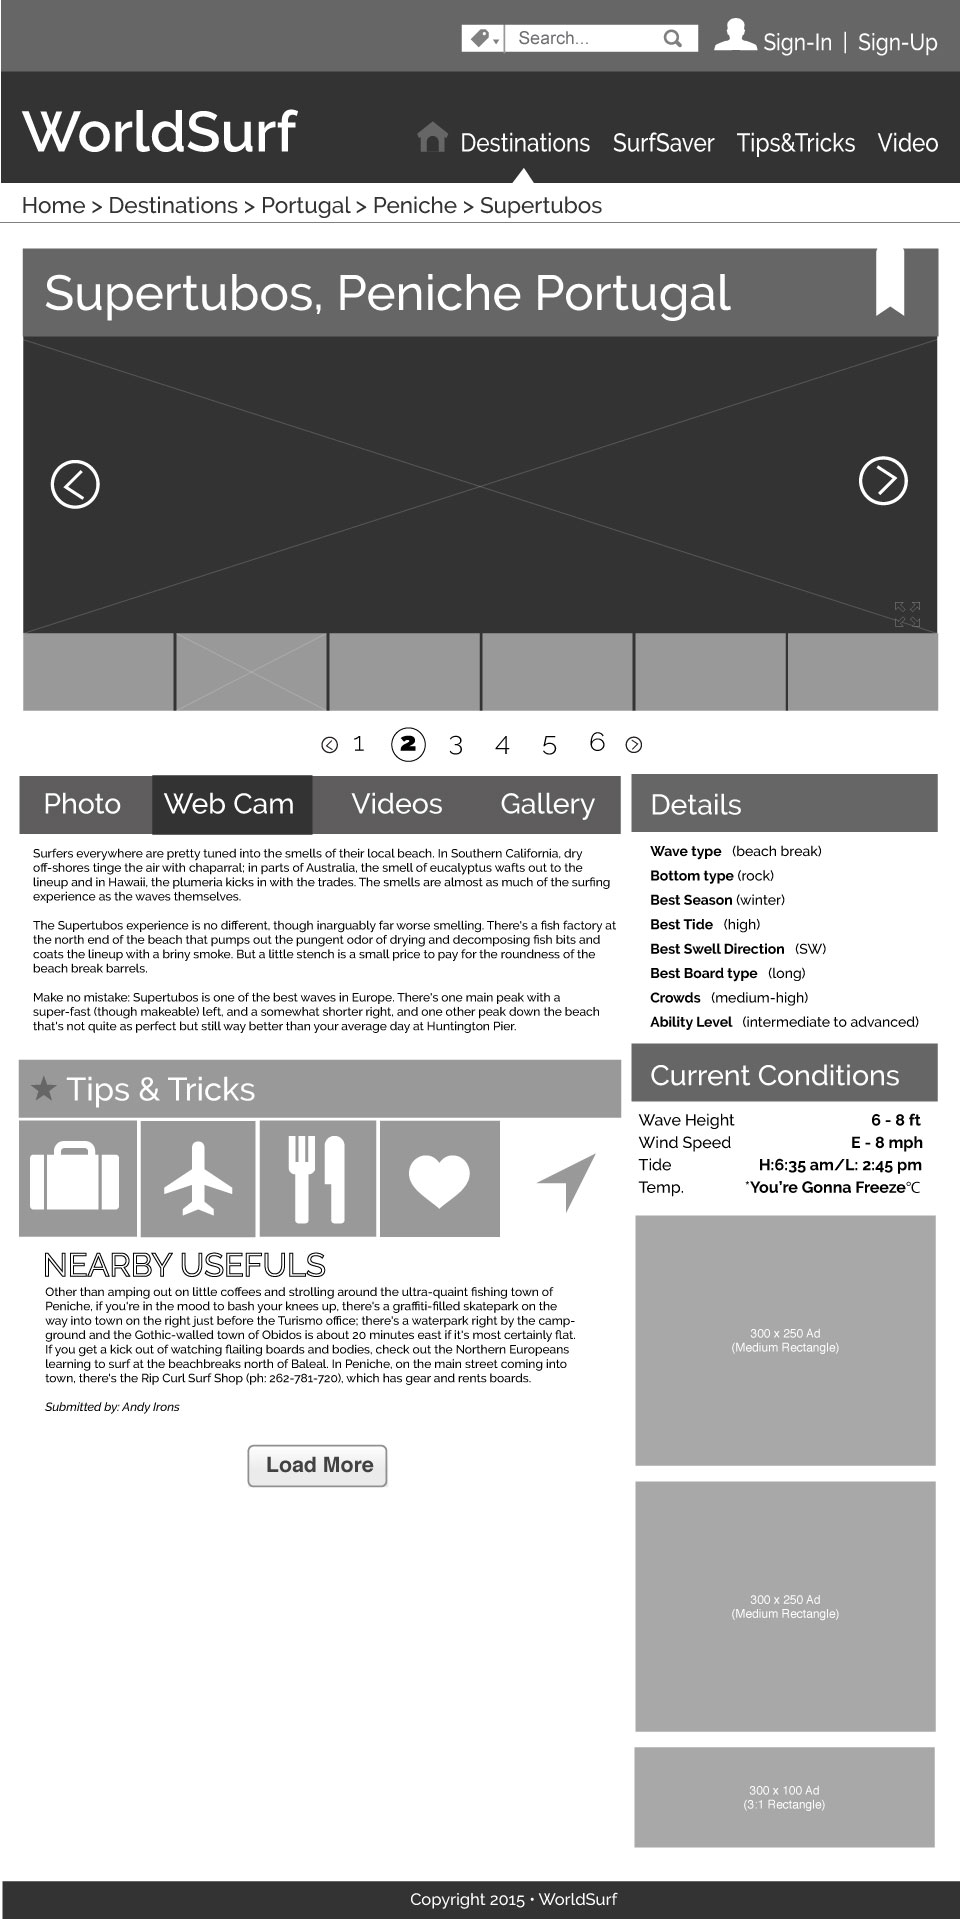 Search...
Sign-In | Sign-Up
WorldSurf
Destinations SurfSaver Tips&Tricks Video
Home > Destinations > Portugal > Peniche > Supertubos
Supertubos, Peniche Portugal
1 2 3 4 5 6
Photo Web Cam Videos Gallery
Surfers everywhere are pretty tuned into the smells of their local beach. In Southern California, dry
off-shores tinge the air with chaparral; in parts of Australia, the smell of eucalyptus wafts out to the
lineup and in Hawaii, the plumeria kicks in with the trades. The smells are almost as much of the surfing
experience as the waves themselves.
The Supertubos experience is no different, though inarguably far worse smelling. There's a fish factory at
the north end of the beach that pumps out the pungent odor of drying and decomposing fish bits and
coats the lineup with a briny smoke. But a little stench is a small price to pay for the roundness of the
beach break barrels.
Make no mistake: Supertubos is one of the best waves in Europe. There's one main peak with a
super-fast (though makeable) left, and a somewhat shorter right, and one other peak down the beach
that's not quite as perfect but still way better than your average day at Huntington Pier.
Tips & Tricks
NEARBY USEFULS
Other than amping out on little coffees and strolling around the ultra-quaint fishing town of
Peniche, if you're in the mood to bash your knees up, there's a graffiti-filled skatepark on the
way into town on the right just before the Turismo office; there's a waterpark right by the camp-
ground and the Gothic-walled town of Obidos is about 20 minutes east if it's most certainly flat.
If you get a kick out of watching flailing boards and bodies, check out the Northern Europeans
learning to surf at the beachbreaks north of Baleal. In Peniche, on the main street coming into
town, there's the Rip Curl Surf Shop (ph: 262-781-720), which has gear and rents boards.
Submitted by: Andy Irons
Load More
Details
Wave type (beach break)
Bottom type (rock)
Best Season (winter)
Best Tide (high)
Best Swell Direction (SW)
Best Board type (long)
Crowds (medium-high)
Ability Level (intermediate to advanced)
Current Conditions
Wave Height 6 - 8 ft
Wind Speed E - 8 mph
Tide H:6:35 am/L: 2:45 pm
Temp. *You're Gonna Freeze°C
300 x 250 Ad
(Medium Rectangle)
300 x 250 Ad
(Medium Rectangle)
300 x 100 Ad
(3:1 Rectangle)
Copyright 2015 • WorldSurf